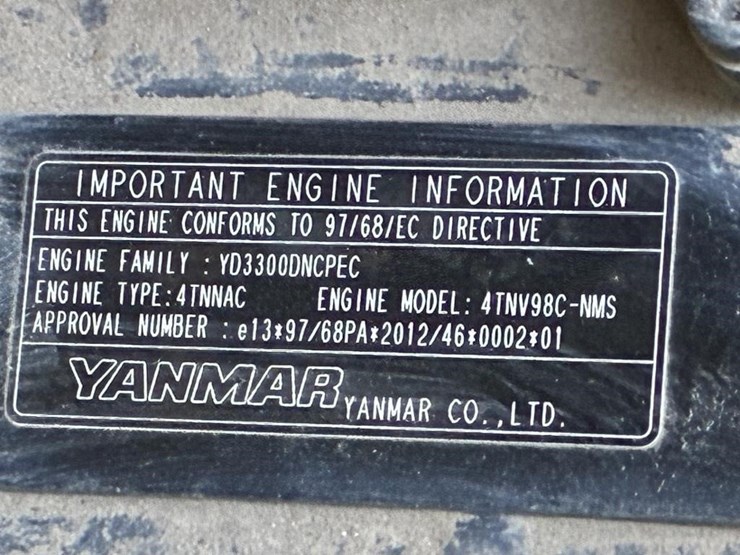 IMPORTANT ENGINE INFORMATION
THIS ENGINE CONFORMS TO 97/68/EC DIRECTIVE
ENGINE FAMILY : YD3300DNCPEC
ENGINE TYPE:4TNNAC ENGINE MODEL: 4TNV98C-NMS
APPROVAL NUMBER : e13*97/68PA*2012/46*0002*01
YANMAR YANMAR CO.,LTD.